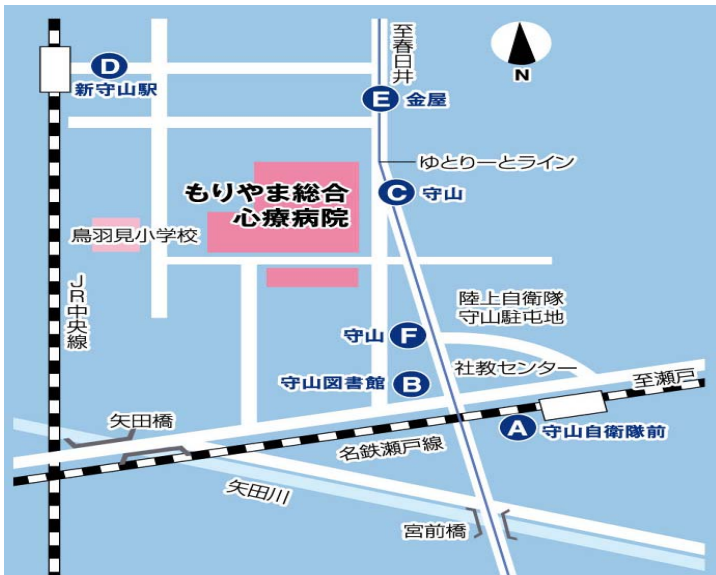 至春日井
N
D
新守山駅
E 金屋
ゆとりーとライン
もりやま総合
心療病院
C 守山
鳥羽見小学校
JR中央線
陸上自衛隊
守山駐屯地
守山 F
社教センター
守山図書館 B
至瀬戸
矢田橋
A 守山自衛隊前
名鉄瀬戸線
矢田川
宮前橋